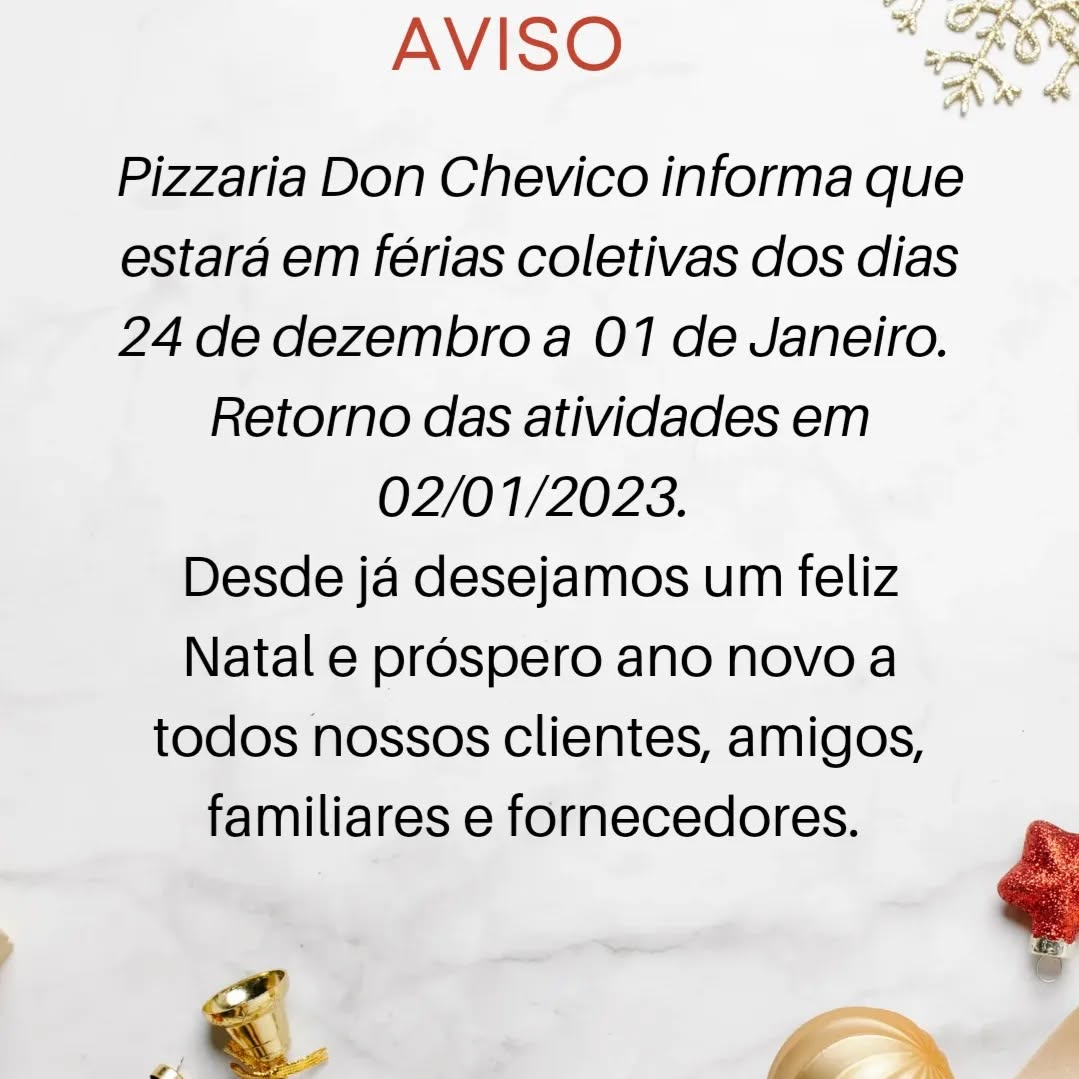 AVISO
Pizzaria Don Chevico informa que
estará em férias coletivas dos dias
24 de dezembro a 01 de Janeiro.
Retorno das atividades em
02/01/2023.
Desde já desejamos um feliz
Natal e próspero ano novo a
todos nossos clientes, amigos,
familiares e fornecedores.